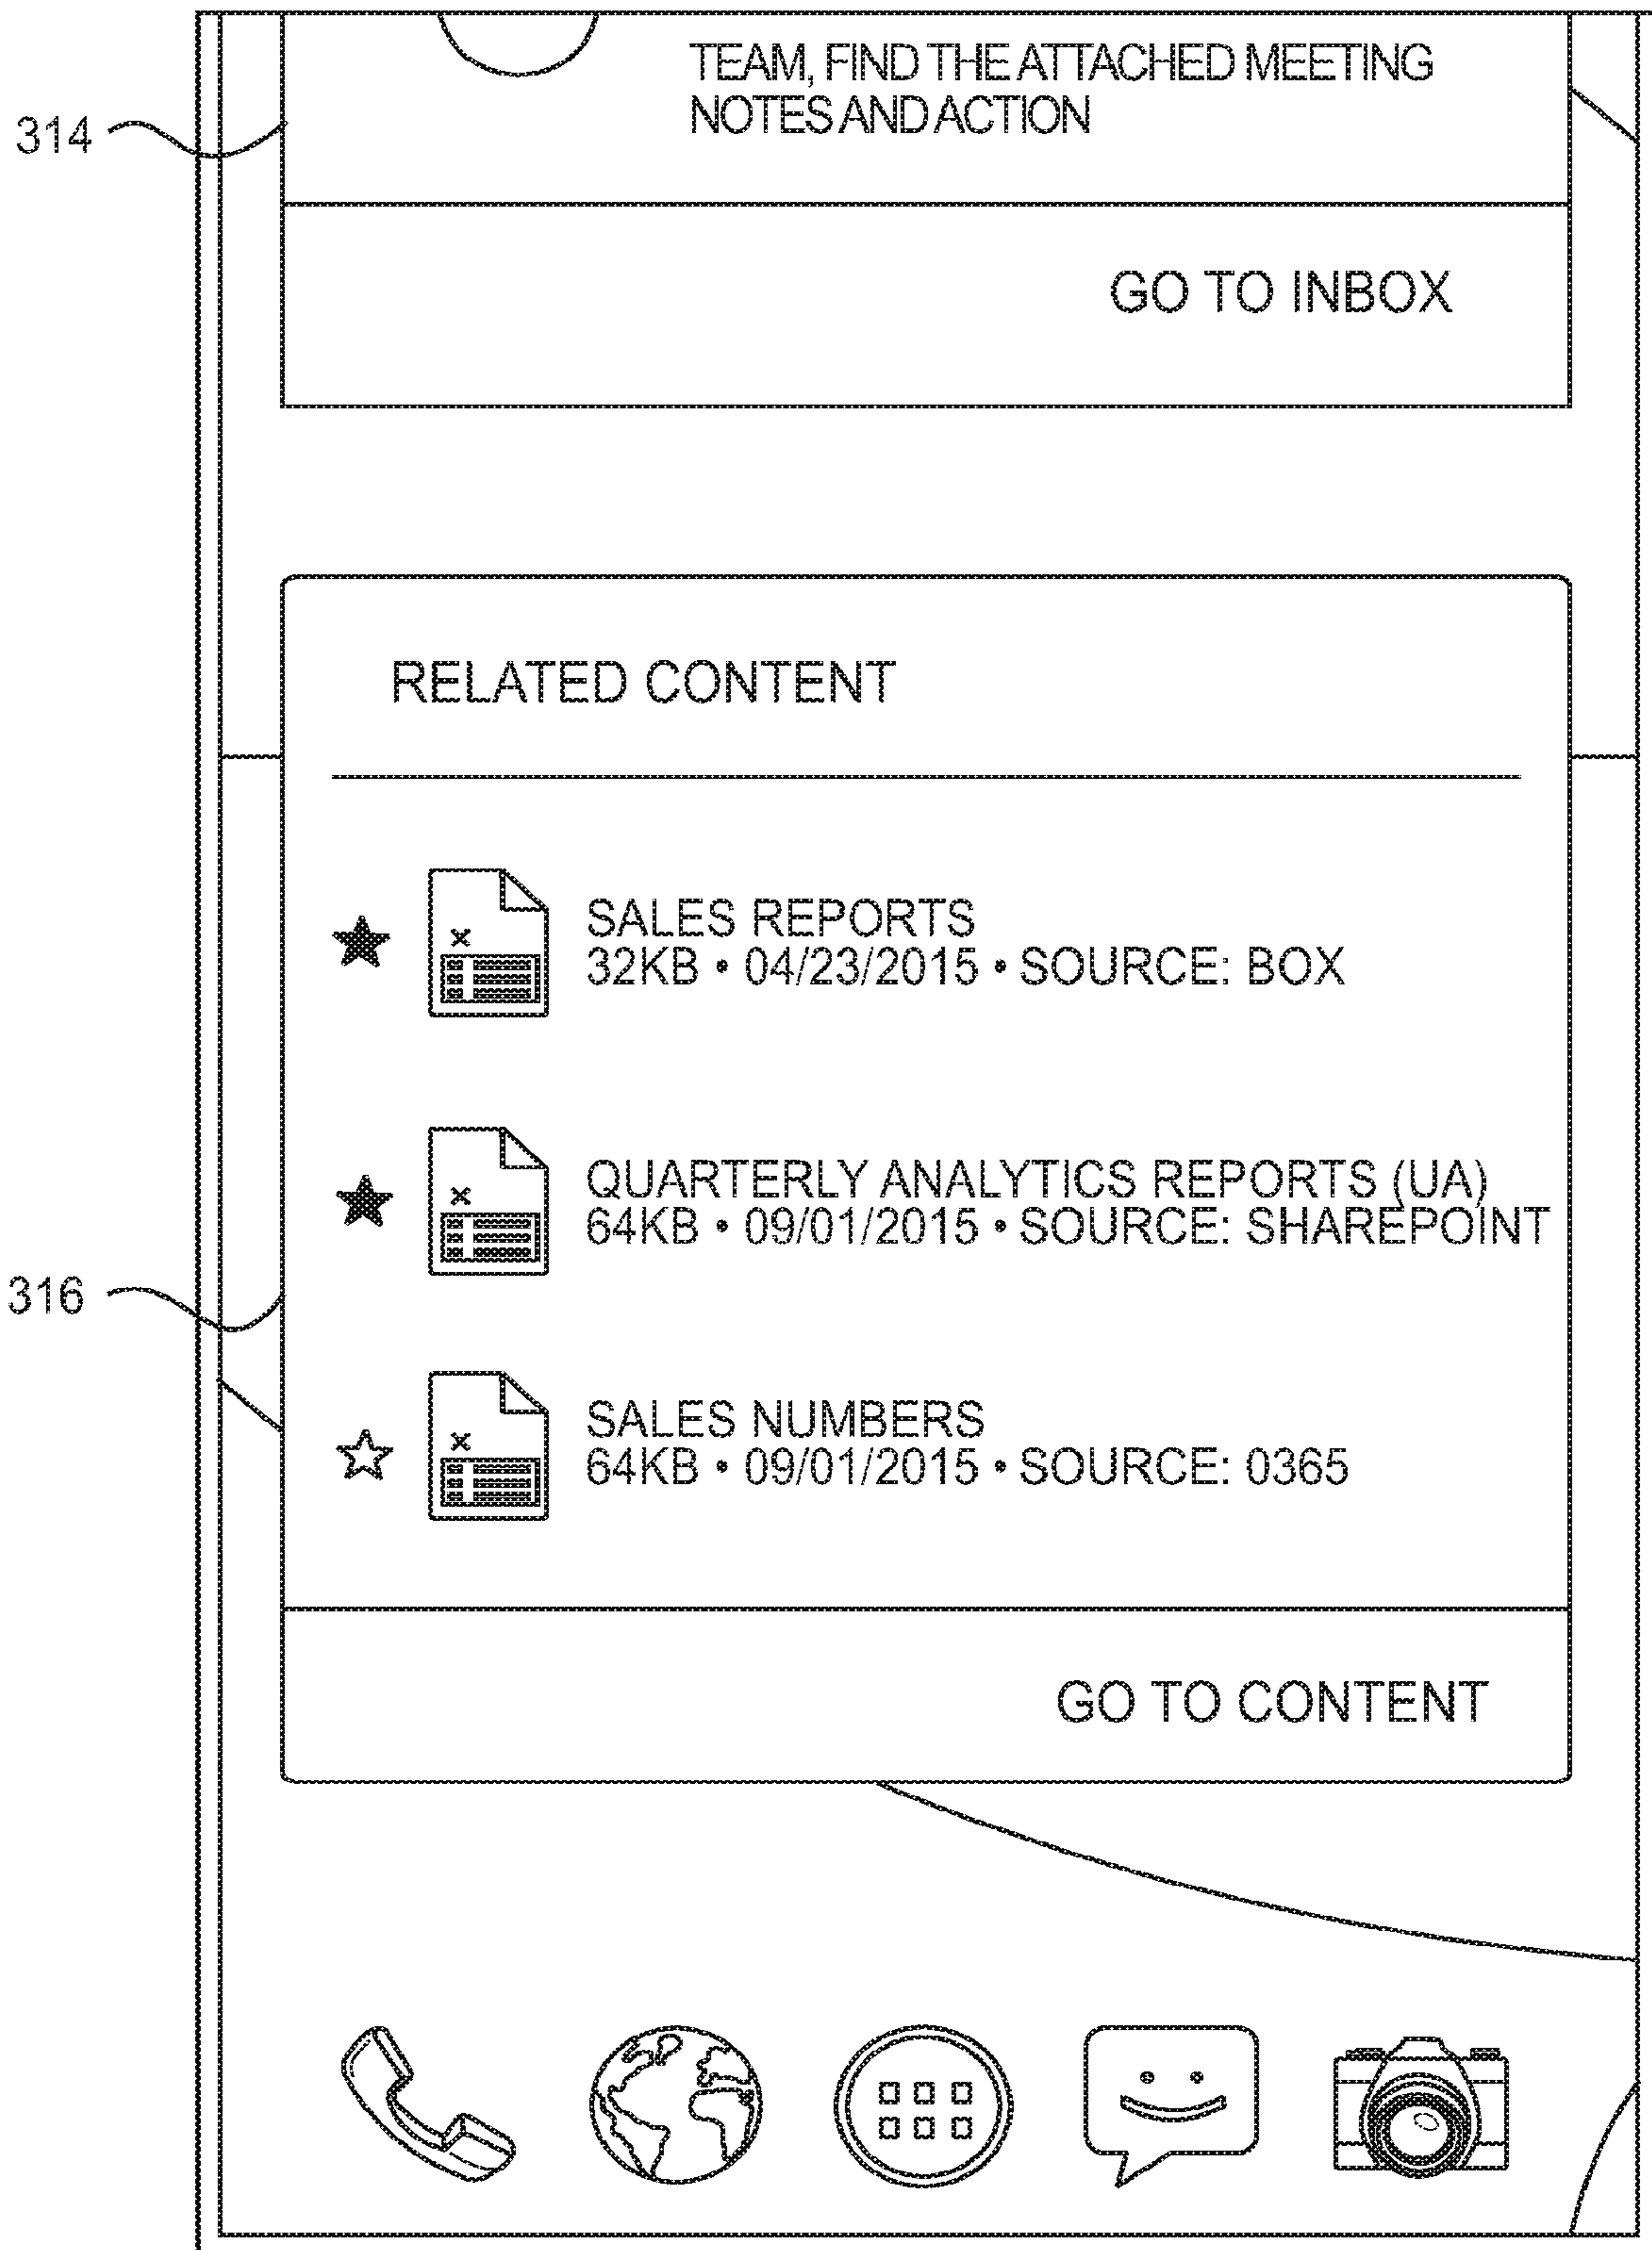 TEAM, FIND THE ATTACHED MEETING
NOTES AND ACTION
314
GO TO INBOX
RELATED CONTENT
SALES REPORTS
32KB • 04/23/2015 • SOURCE: BOX
QUARTERLY ANALYTICS REPORTS (UA)
64KB • 09/01/2015 • SOURCE: SHAREPOINT
316
SALES NUMBERS
64KB • 09/01/2015 • SOURCE: 0365
GO TO CONTENT